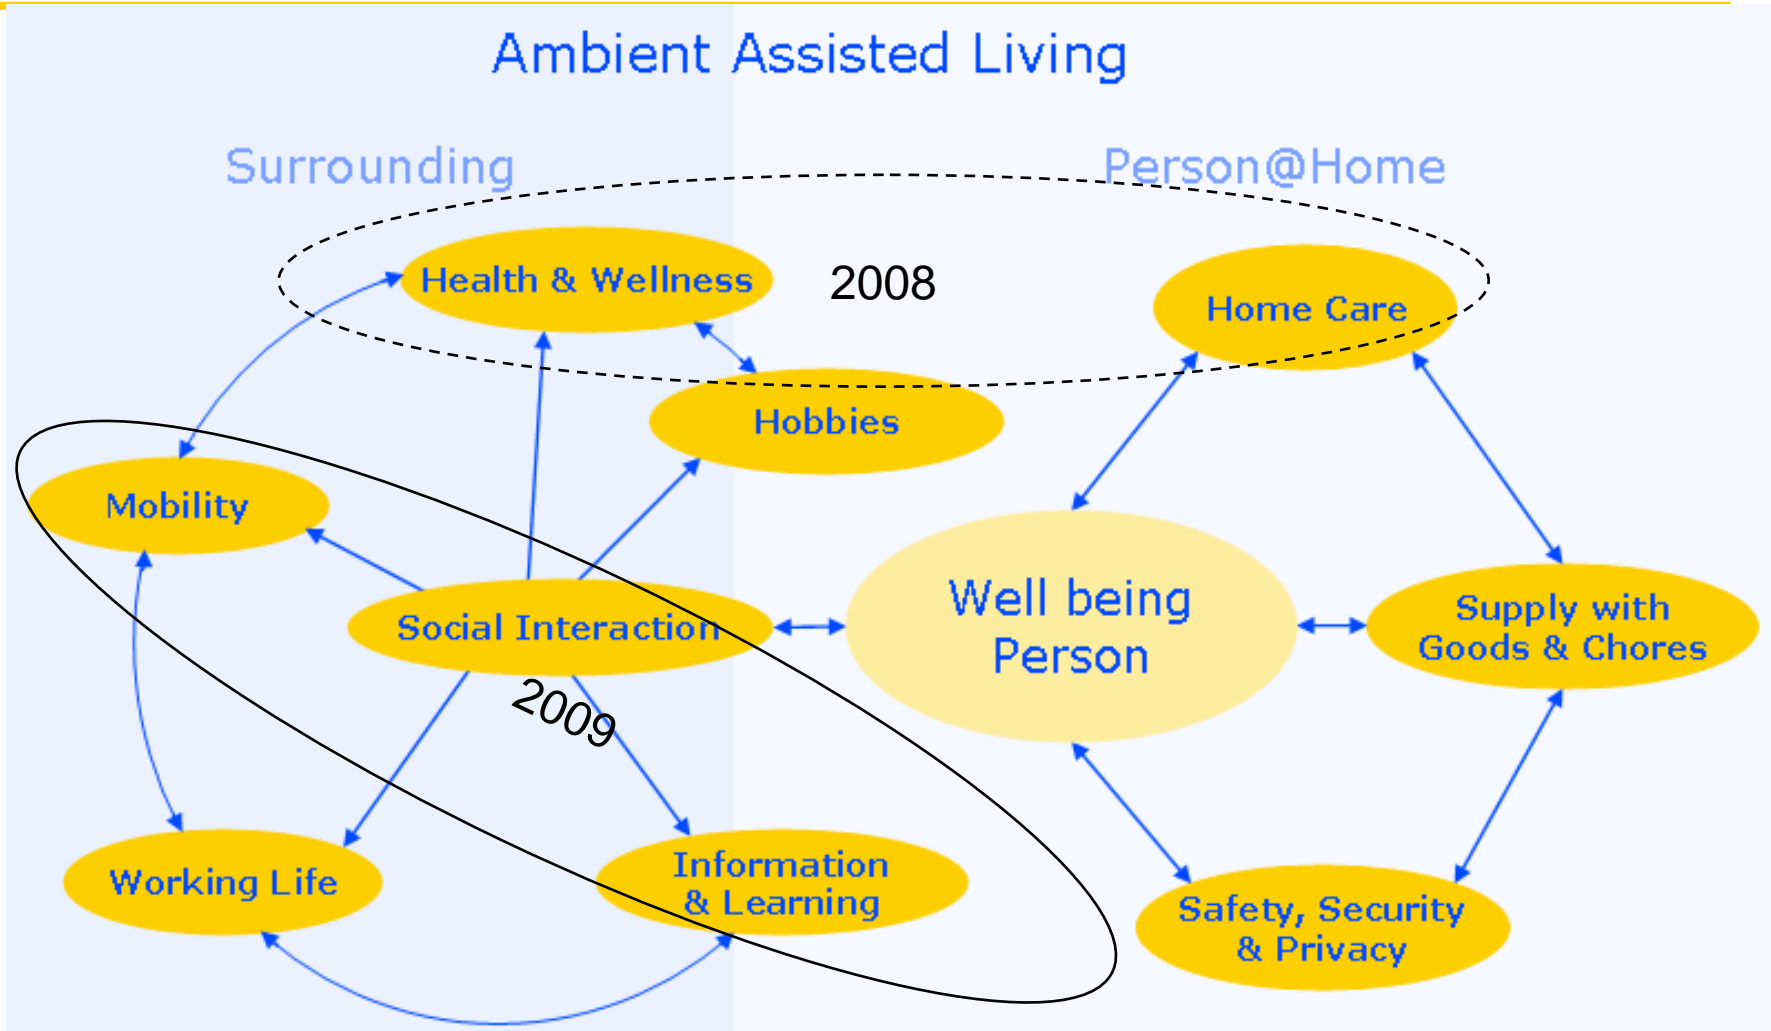 Ambient Assisted Living
Surrounding
Person@Home
Health & Wellness
2008
Home Care
Hobbies
Mobility
Social Interaction
Well being
Person
Supply with
Goods & Chores
2009
Working Life
Information
& Learning
Safety, Security
& Privacy